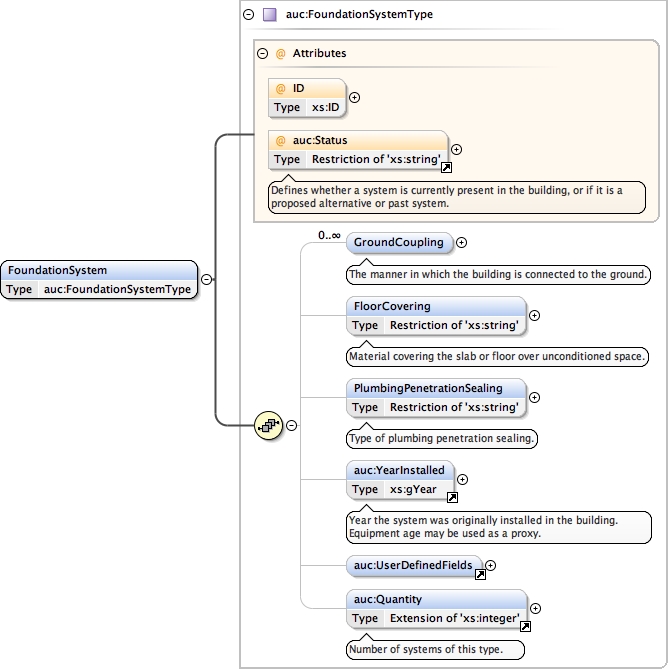 auc:FoundationSystemType
@ Attributes
@ ID
Type xs:ID
@ auc:Status
Type Restriction of 'xs:string'
Defines whether a system is currently present in the building, or if it is a
proposed alternative or past system.
0..∞
GroundCoupling
The manner in which the building is connected to the ground.
FoundationSystem
Type auc:FoundationSystemType
FloorCovering
Type Restriction of 'xs:string'
Material covering the slab or floor over unconditioned space.
PlumbingPenetrationSealing
Type Restriction of 'xs:string'
Type of plumbing penetration sealing.
auc:YearInstalled
Type xs:gYear
Year the system was originally installed in the building.
Equipment age may be used as a proxy.
auc:UserDefinedFields
auc:Quantity
Type Extension of 'xs:integer'
Number of systems of this type.